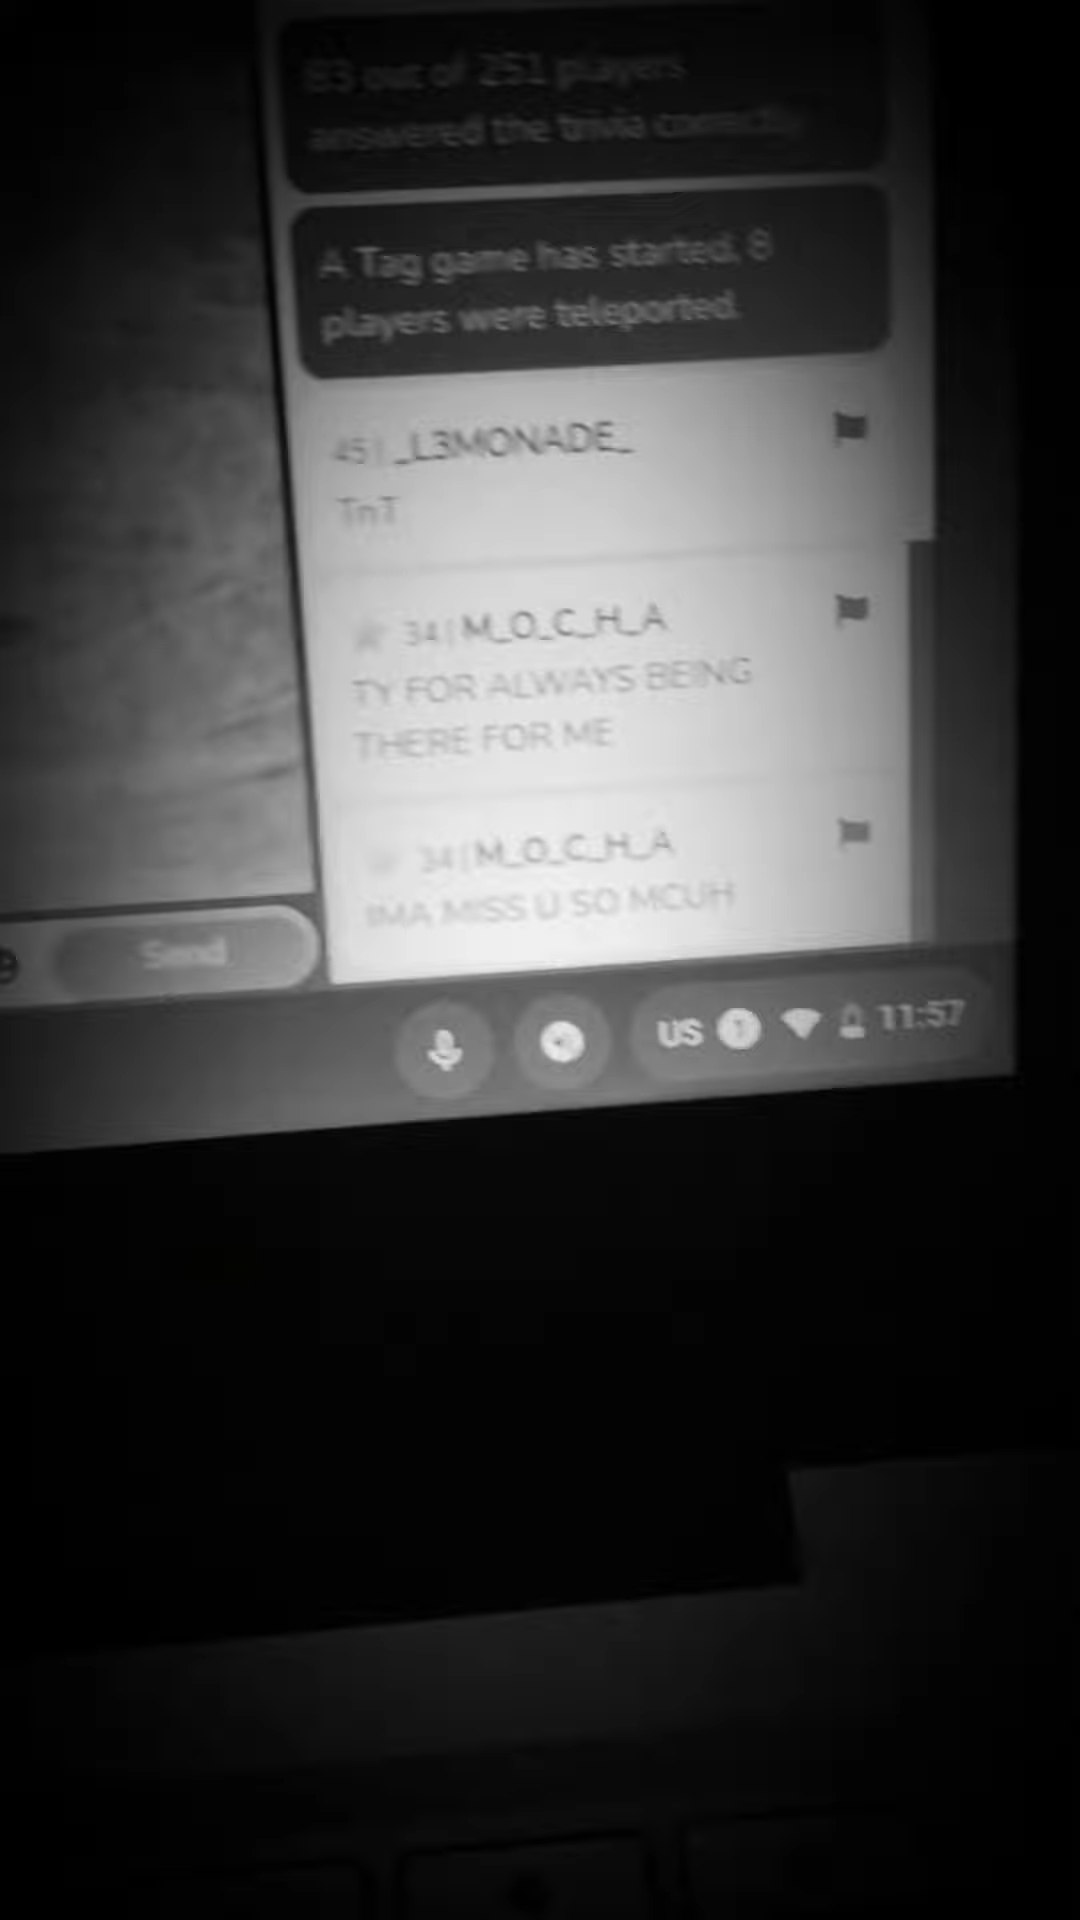 83 out of 251 players
answered the trivia correctly
A Tag game has started, 8
players were teleported.
45 | _L3MONADE_
TnT
34 | M_O_C_H_A
TY FOR ALWAYS BEING
THERE FOR ME
34 | M_O_C_H_A
IMA MISS U SO MCUH
Send
US 1 11:57